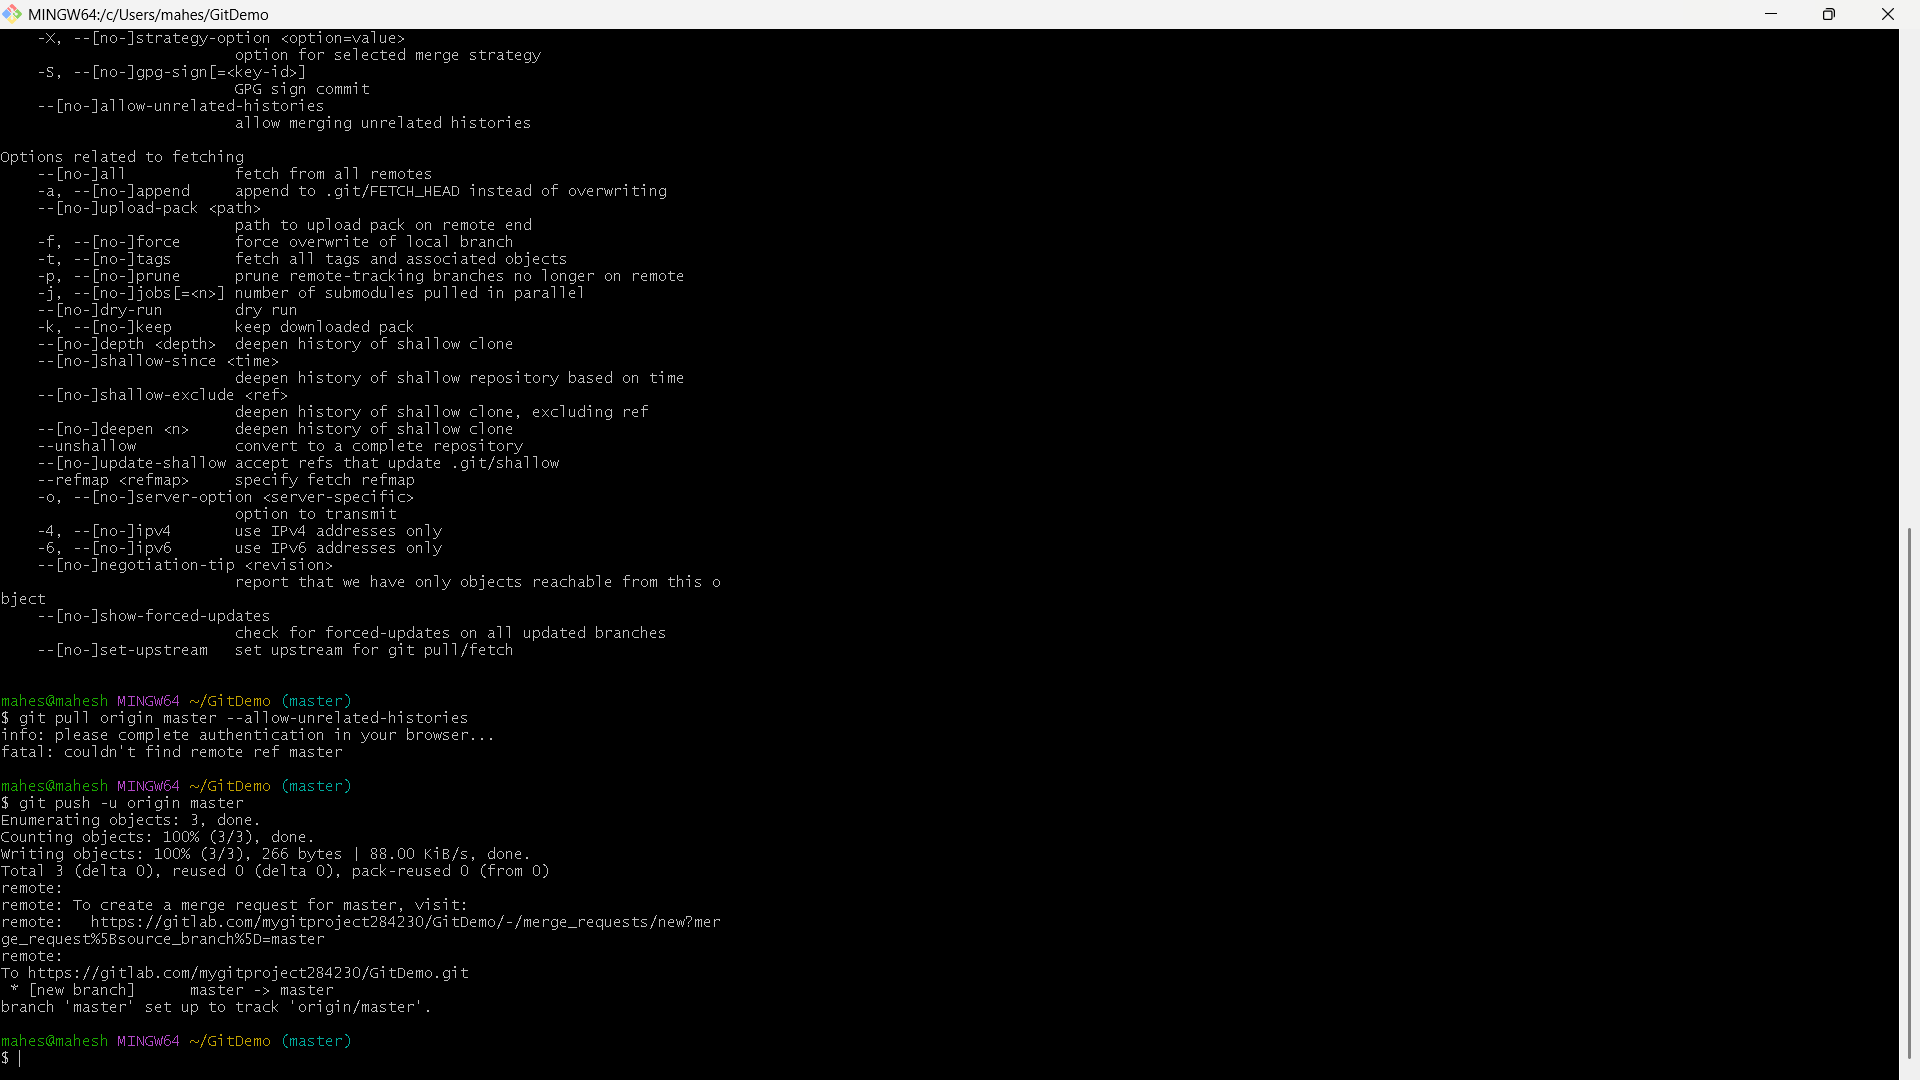 MINGW64:/c/Users/mahes/GitDemo
-X, --[no-]strategy-option <option=value>
option for selected merge strategy
-S, --[no-]gpg-sign[=<key-id>]
GPG sign commit
--[no-]allow-unrelated-histories
allow merging unrelated histories
Options related to fetching
--[no-]all fetch from all remotes
-a, --[no-]append append to .git/FETCH_HEAD instead of overwriting
--[no-]upload-pack <path>
path to upload pack on remote end
-f, --[no-]force force overwrite of local branch
-t, --[no-]tags fetch all tags and associated objects
-p, --[no-]prune prune remote-tracking branches no longer on remote
-j, --[no-]jobs[=<n>] number of submodules pulled in parallel
--[no-]dry-run dry run
-k, --[no-]keep keep downloaded pack
--[no-]depth <depth> deepen history of shallow clone
--[no-]shallow-since <time>
deepen history of shallow repository based on time
--[no-]shallow-exclude <ref>
deepen history of shallow clone, excluding ref
--[no-]deepen <n> deepen history of shallow clone
--unshallow convert to a complete repository
--[no-]update-shallow accept refs that update .git/shallow
--refmap <refmap> specify fetch refmap
-o, --[no-]server-option <server-specific>
option to transmit
-4, --[no-]ipv4 use IPv4 addresses only
-6, --[no-]ipv6 use IPv6 addresses only
--[no-]negotiation-tip <revision>
report that we have only objects reachable from this o
bject
--[no-]show-forced-updates
check for forced-updates on all updated branches
--[no-]set-upstream set upstream for git pull/fetch
mahes@mahesh MINGW64 ~/GitDemo (master)
$ git pull origin master --allow-unrelated-histories
info: please complete authentication in your browser...
fatal: couldn't find remote ref master
mahes@mahesh MINGW64 ~/GitDemo (master)
$ git push -u origin master
Enumerating objects: 3, done.
Counting objects: 100% (3/3), done.
Writing objects: 100% (3/3), 266 bytes | 88.00 KiB/s, done.
Total 3 (delta 0), reused 0 (delta 0), pack-reused 0 (from 0)
remote:
remote: To create a merge request for master, visit:
remote: https://gitlab.com/mygitproject284230/GitDemo/-/merge_requests/new?mer
ge_request%5Bsource_branch%5D=master
remote:
To https://gitlab.com/mygitproject284230/GitDemo.git
* [new branch] master -> master
branch 'master' set up to track 'origin/master'.
mahes@mahesh MINGW64 ~/GitDemo (master)
$